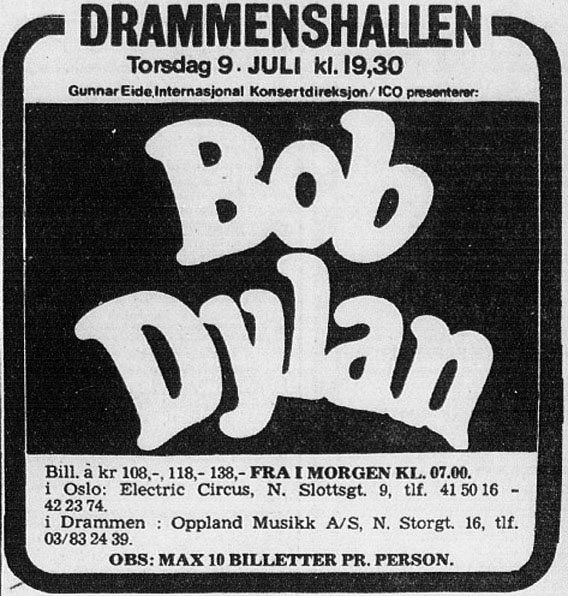 DRAMMENSHALLEN
Torsdag 9. JULI kl. 19,30
Gunnar Eide, Internasjonal Konsertdireksjon/ICO presenterer:
Bob
Dylan
Bill. à kr 108,-, 118,- 138,- FRA I MORGEN KL. 07.00.
i Oslo: Electric Circus, N. Slottsgt. 9, tlf. 41 50 16 -
42 23 74.
i Drammen : Oppland Musikk A/S, N. Storgt. 16, tlf.
03/83 24 39.
OBS: MAX 10 BILLETTER PR. PERSON.